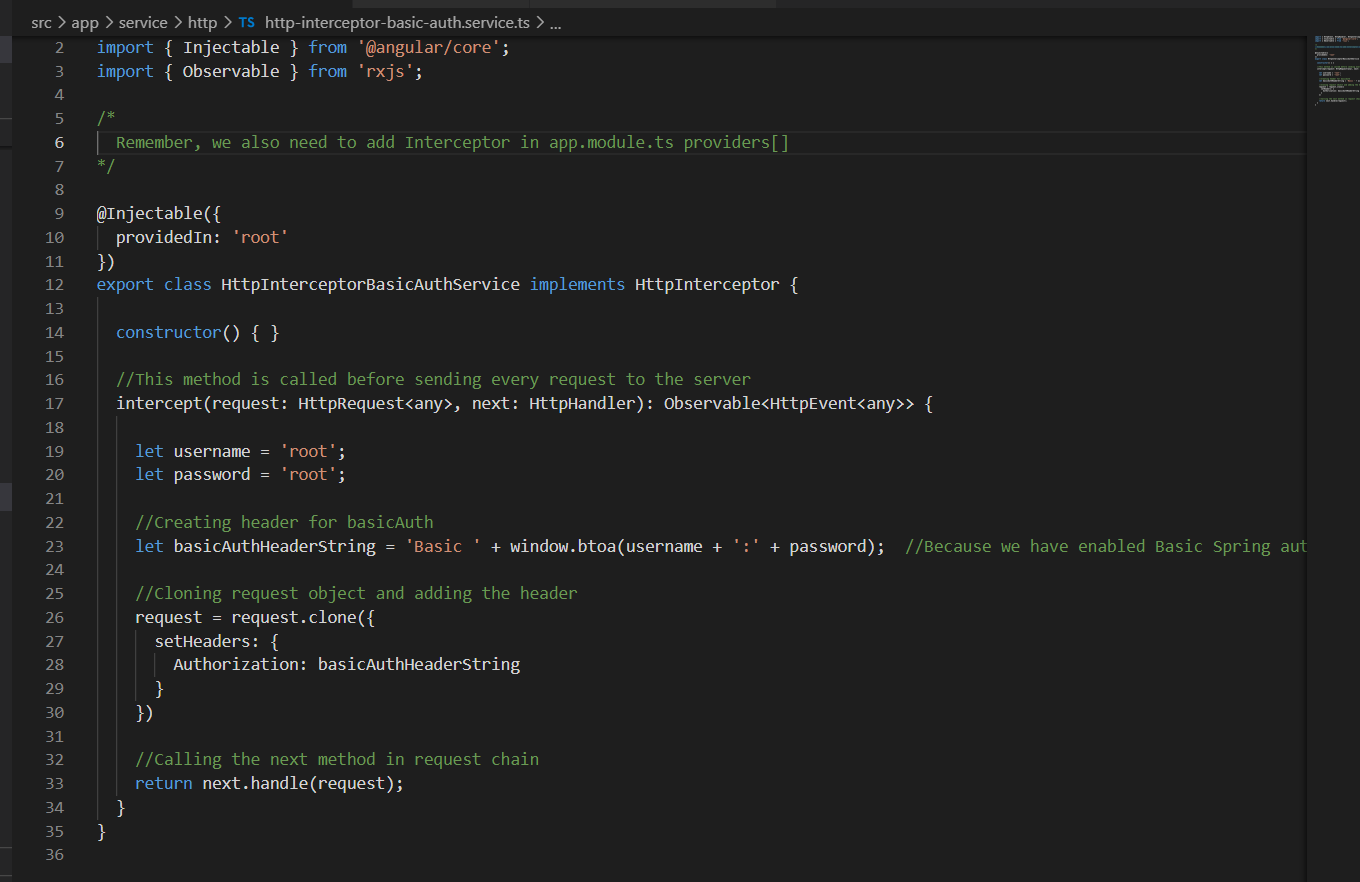 src > app > service > http > TS http-interceptor-basic-auth.service.ts > ...
2 import { Injectable } from '@angular/core';
3 import { Observable } from 'rxjs';
4
5 /*
6 Remember, we also need to add Interceptor in app.module.ts providers[]
7 */
8
9 @Injectable({
10 providedIn: 'root'
11 })
12 export class HttpInterceptorBasicAuthService implements HttpInterceptor {
13
14 constructor() { }
15
16 //This method is called before sending every request to the server
17 intercept(request: HttpRequest<any>, next: HttpHandler): Observable<HttpEvent<any>> {
18
19 let username = 'root';
20 let password = 'root';
21
22 //Creating header for basicAuth
23 let basicAuthHeaderString = 'Basic ' + window.btoa(username + ':' + password); //Because we have enabled Basic Spring aut
24
25 //Cloning request object and adding the header
26 request = request.clone({
27 setHeaders: {
28 Authorization: basicAuthHeaderString
29 }
30 })
31
32 //Calling the next method in request chain
33 return next.handle(request);
34 }
35 }
36